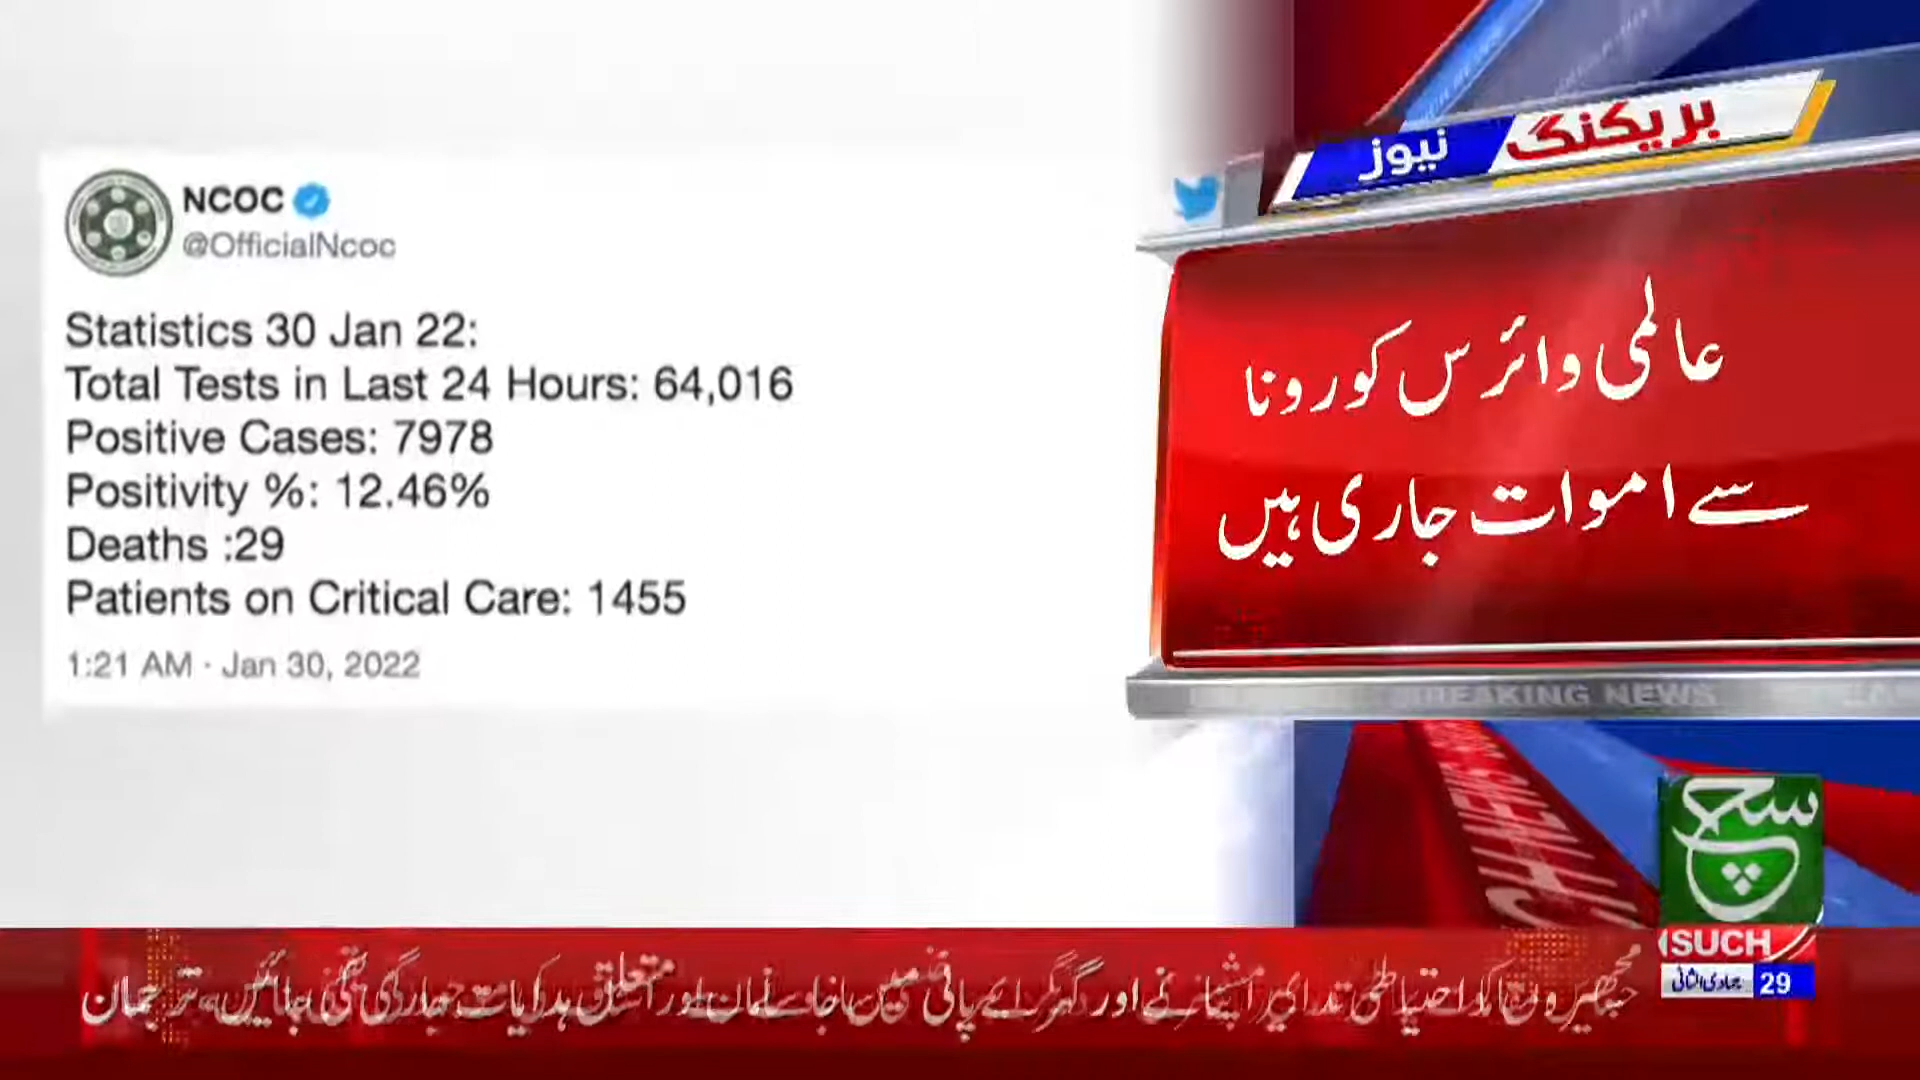 NCOC
@OfficialNcoc
Statistics 30 Jan 22:
Total Tests in Last 24 Hours: 64,016
Positive Cases: 7978
Positivity %: 12.46%
Deaths :29
Patients on Critical Care: 1455
1:21 AM · Jan 30, 2022
بریکنگ نیوز
عالمی وائرس کورونا
سے اموات جاری ہیں
BREAKING NEWS
سچ
SUCH
جمادی الثانی 29